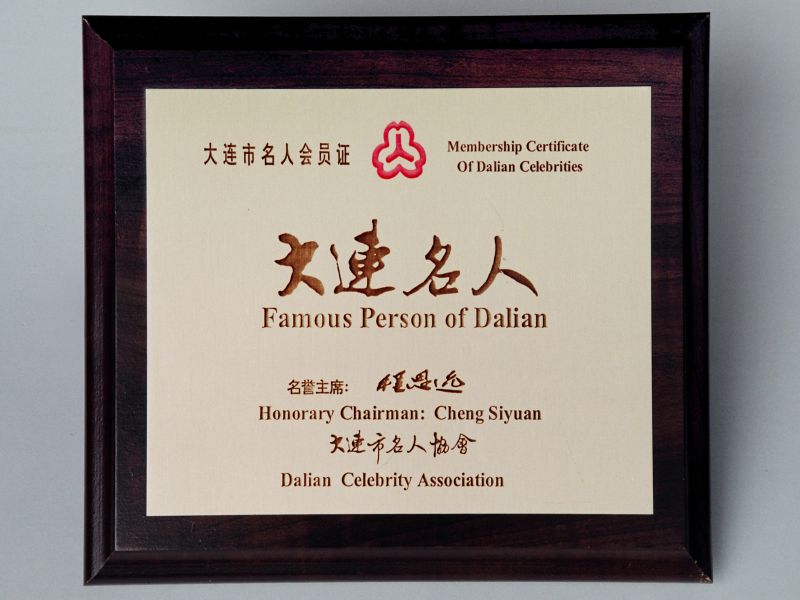 大连市名人会员证
Membership Certificate
Of Dalian Celebrities
大連名人
Famous Person of Dalian
名誉主席: 程思远
Honorary Chairman: Cheng Siyuan
大連市名人協會
Dalian Celebrity Association